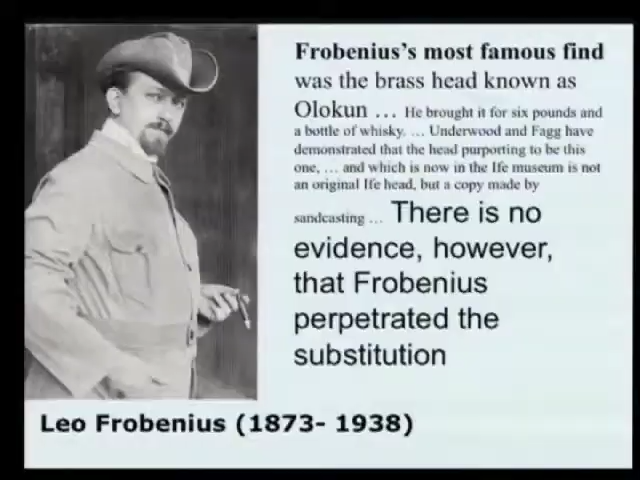 Frobenius's most famous find
was the brass head known as
Olokun … He brought it for six pounds and
a bottle of whisky. … Underwood and Fagg have
demonstrated that the head purporting to be this
one, … and which is now in the Ife museum is not
an original Ife head, but a copy made by
sandcasting … There is no
evidence, however,
that Frobenius
perpetrated the
substitution
Leo Frobenius (1873- 1938)